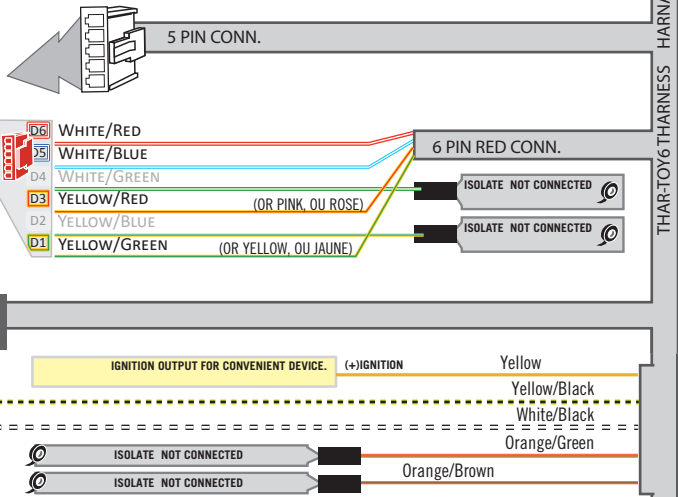 5 PIN CONN.
HARNA
D6 WHITE/RED
D5 WHITE/BLUE
6 PIN RED CONN.
D4 WHITE/GREEN
ISOLATE NOT CONNECTED
D3 YELLOW/RED (OR PINK, OU ROSE)
D2 YELLOW/BLUE
ISOLATE NOT CONNECTED
D1 YELLOW/GREEN (OR YELLOW, OU JAUNE)
THAR-TOY6 THARNESS
IGNITION OUTPUT FOR CONVENIENT DEVICE. (+)IGNITION Yellow
Yellow/Black
White/Black
Orange/Green
ISOLATE NOT CONNECTED
Orange/Brown
ISOLATE NOT CONNECTED